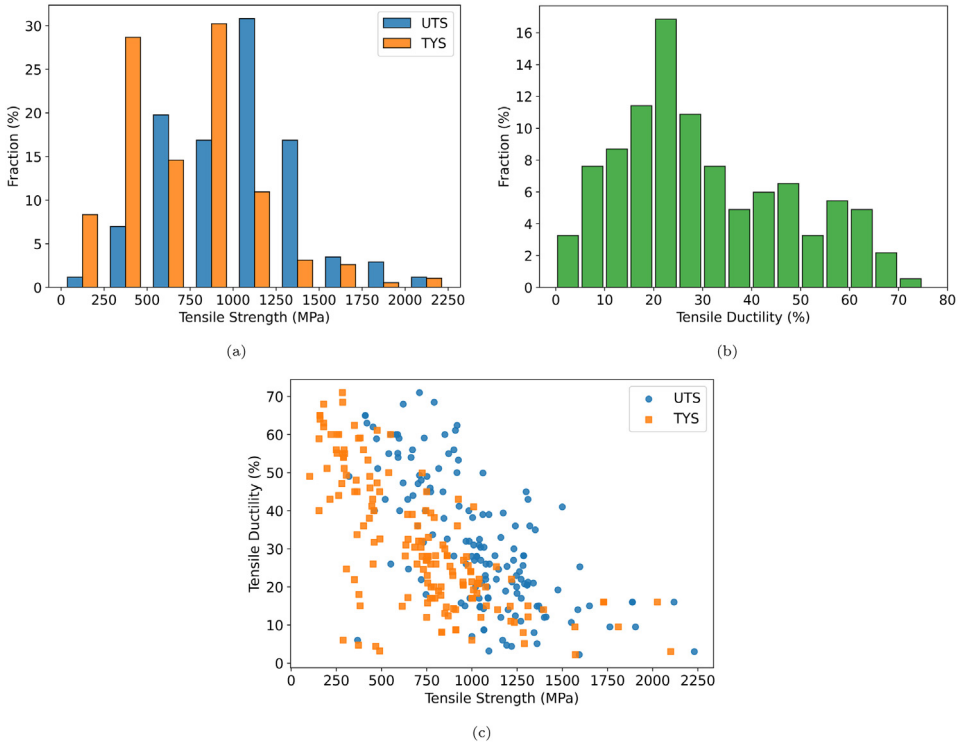 30
25
20
15
10
5
0
Fraction (%)
UTS
TYS
0 250 500 750 1000 1250 1500 1750 2000 2250
Tensile Strength (MPa)
(a)
16
14
12
10
8
6
4
2
0
Fraction (%)
0 10 20 30 40 50 60 70 80
Tensile Ductility (%)
(b)
70
60
50
40
30
20
10
0
Tensile Ductility (%)
UTS
TYS
0 250 500 750 1000 1250 1500 1750 2000 2250
Tensile Strength (MPa)
(c)